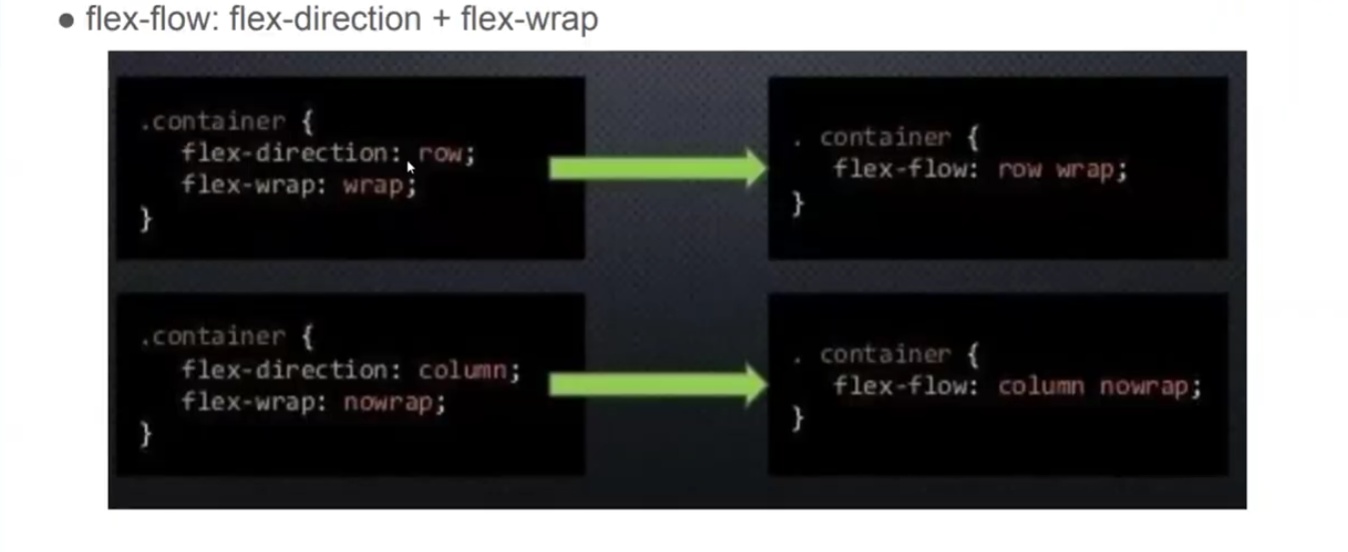 ● flex-flow: flex-direction + flex-wrap
.container {
flex-direction: row;
flex-wrap: wrap;
}
. container {
flex-flow: row wrap;
}
.container {
flex-direction: column;
flex-wrap: nowrap;
}
. container {
flex-flow: column nowrap;
}